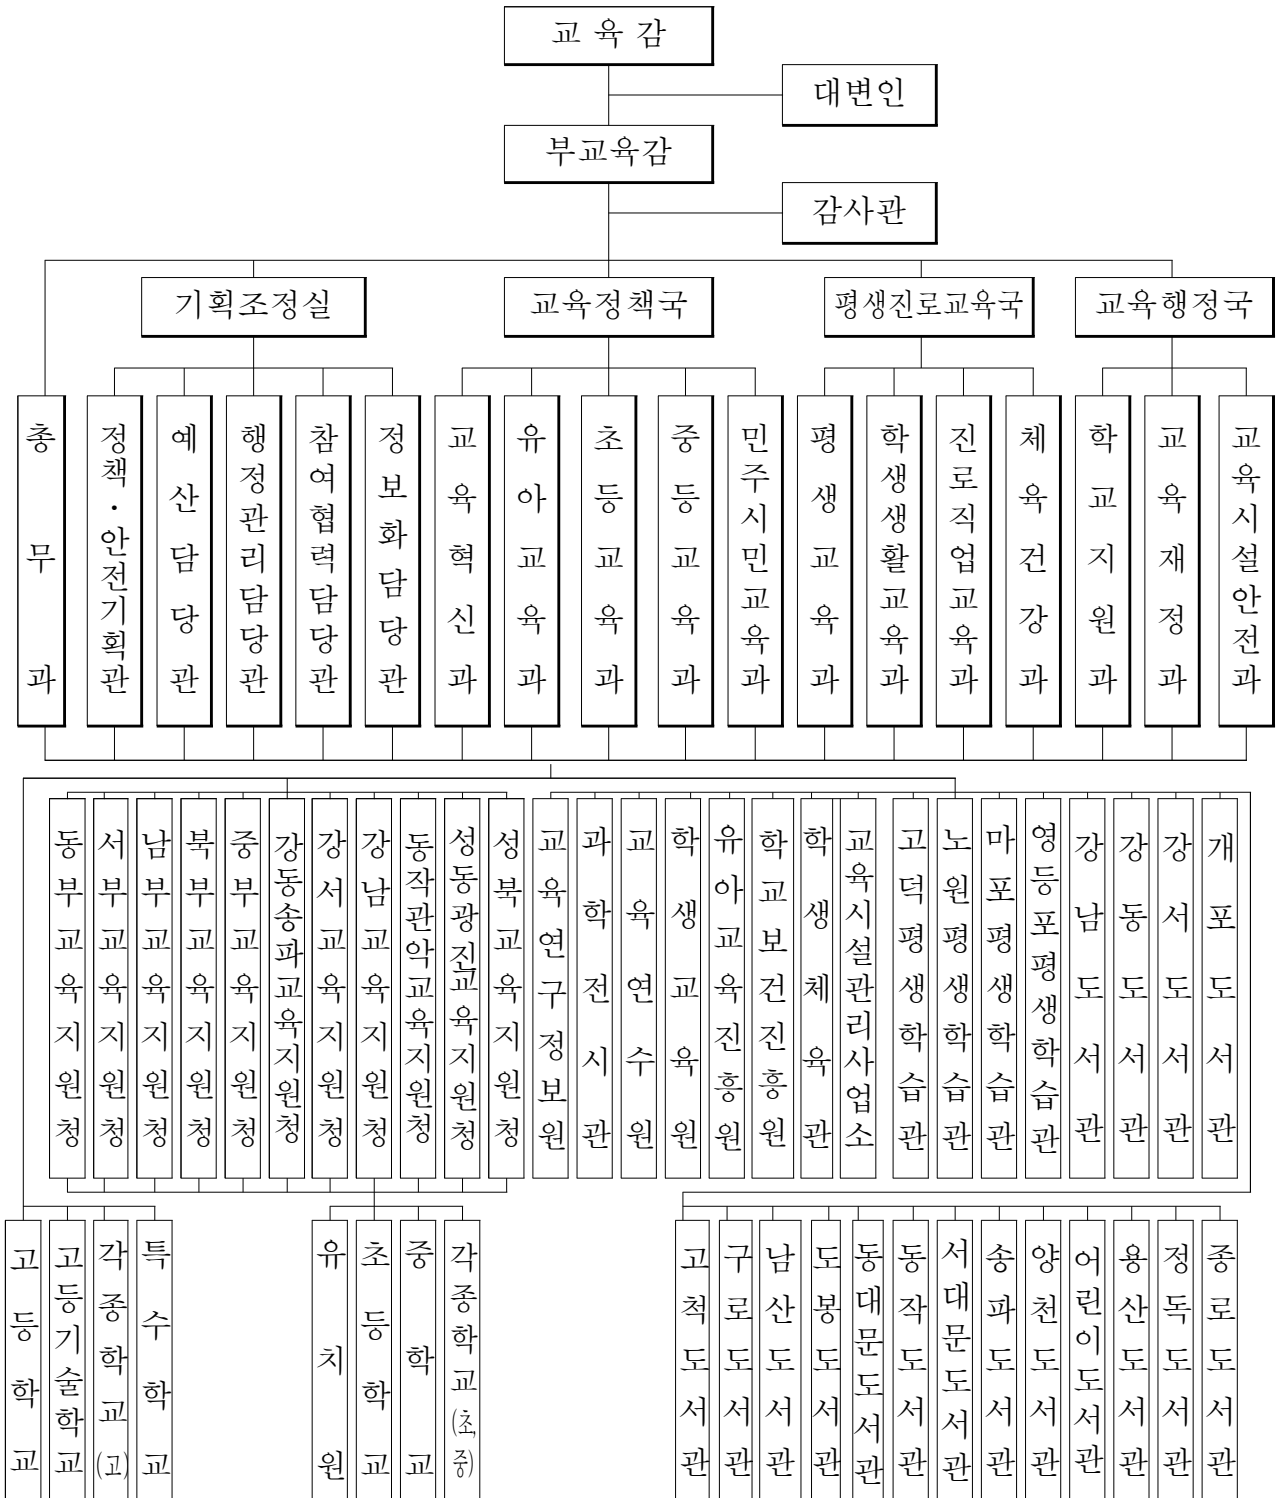 교육감
대변인
부교육감
감사관
기획조정실
교육정책국
평생진로교육국
교육행정국
총무과
정책·안전기획관
예산담당관
행정관리담당관
참여협력담당관
정보화담당관
교육혁신과
유아교육과
초등교육과
중등교육과
민주시민교육과
평생교육과
학생생활교육과
진로직업교육과
체육건강과
학교지원과
교육재정과
교육시설안전과
동부교육지원청
서부교육지원청
남부교육지원청
북부교육지원청
중부교육지원청
강동송파교육지원청
강서교육지원청
강남교육지원청
동작관악교육지원청
성동광진교육지원청
성북교육지원청
교육연구정보원
과학전시관
교육연수원
학생교육원
유아교육진흥원
학교보건진흥원
학생체육관
교육시설관리사업소
고덕평생학습관
노원평생학습관
마포평생학습관
영등포평생학습관
강남도서관
강동도서관
강서도서관
개포도서관
고등학교
고등기술학교
각종학교(고)
특수학교
유치원
초등학교
중학교
각종학교(초,중)
고척도서관
구로도서관
남산도서관
도봉도서관
동대문도서관
동작도서관
서대문도서관
송파도서관
양천도서관
어린이도서관
용산도서관
정독도서관
종로도서관